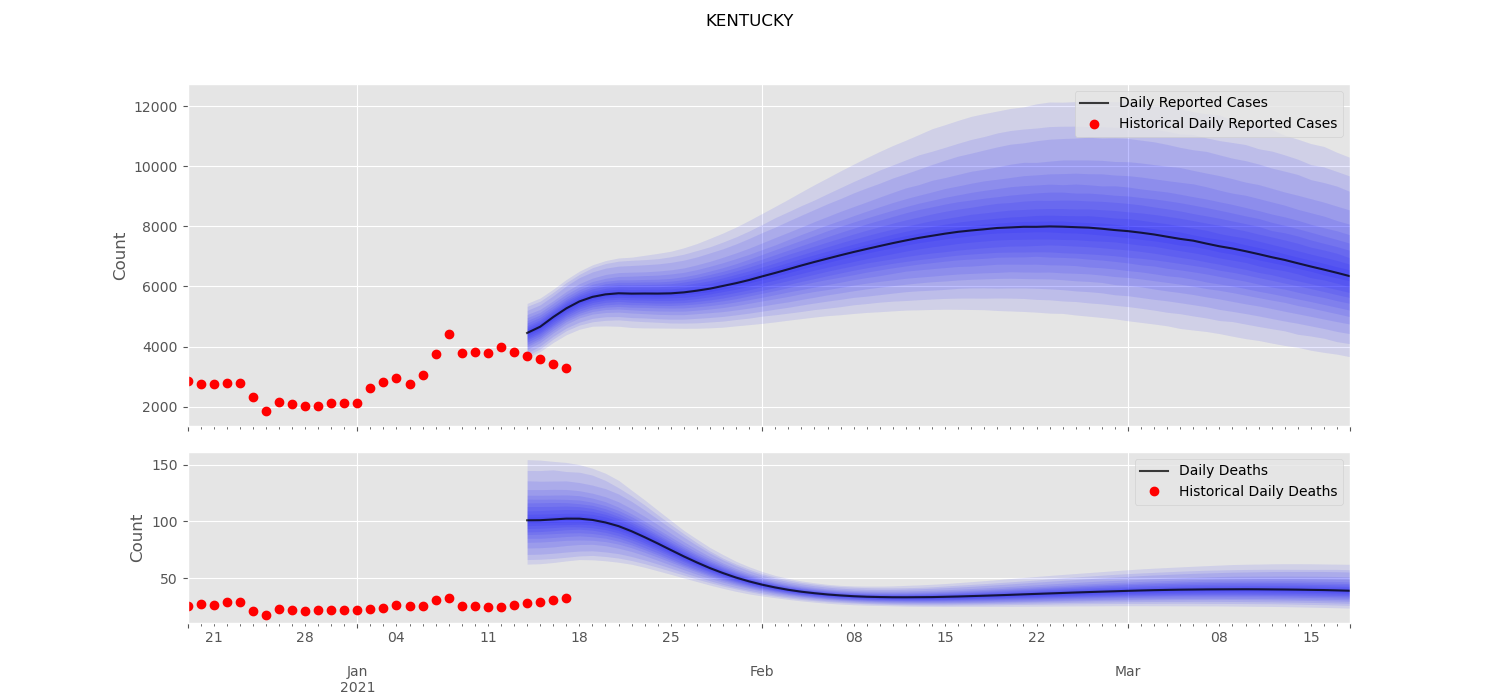 KENTUCKY
12000
10000
8000
6000
4000
2000
Count
Daily Reported Cases
Historical Daily Reported Cases
150
100
50
Count
Daily Deaths
Historical Daily Deaths
21 28 04 11 18 25 08 15 22 08 15
Jan Feb Mar
2021